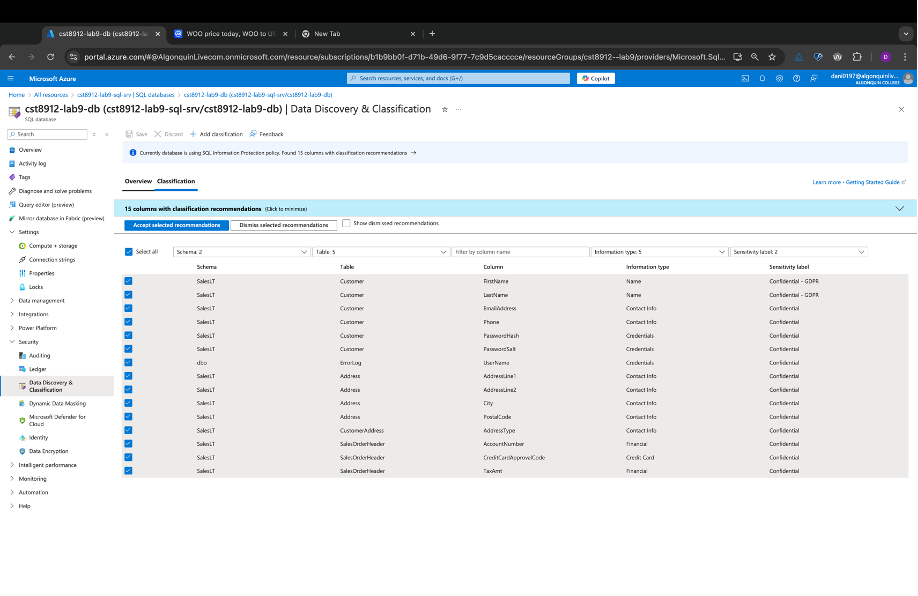 cst8912-lab9-db (cst8912-lab
WOO price today, WOO to US
New Tab
portal.azure.com/#@AlgonquinLivecom.onmicrosoft.com/resource/subscriptions/b1b9bb0f-d71b-49d6-9f77-7c9d5cacccce/resourceGroups/cst8912--lab9/providers/Microsoft.Sql...
Microsoft Azure
Search resources, services, and docs (G+/)
Copilot
dani0197@algonquinliv...
ALGONQUIN COLLEGE
Home > All resources > cst8912-lab9-sql-srv | SQL databases > cst8912-lab9-db (cst8912-lab9-sql-srv/cst8912-lab9-db)
cst8912-lab9-db (cst8912-lab9-sql-srv/cst8912-lab9-db) | Data Discovery & Classification
SQL database
Search
Save Discard Add classification Feedback
Overview
Activity log
Tags
Diagnose and solve problems
Query editor (preview)
Mirror database in Fabric (preview)
Settings
Compute + storage
Connection strings
Properties
Locks
Data management
Integrations
Power Platform
Security
Auditing
Ledger
Data Discovery &
Classification
Dynamic Data Masking
Microsoft Defender for
Cloud
Identity
Data Encryption
Intelligent performance
Monitoring
Automation
Help
Currently database is using SQL Information Protection policy. Found 15 columns with classification recommendations →
Overview Classification
Learn more - Getting Started Guide
15 columns with classification recommendations (Click to minimize)
Accept selected recommendations Dismiss selected recommendations Show dismissed recommendations
Select all Schema: 2 Table: 5 Filter by column name Information type: 5 Sensitivity label: 2
Schema Table Column Information type Sensitivity label
SalesLT Customer FirstName Name Confidential - GDPR
SalesLT Customer LastName Name Confidential - GDPR
SalesLT Customer EmailAddress Contact Info Confidential
SalesLT Customer Phone Contact Info Confidential
SalesLT Customer PasswordHash Credentials Confidential
SalesLT Customer PasswordSalt Credentials Confidential
dbo ErrorLog UserName Credentials Confidential
SalesLT Address AddressLine1 Contact Info Confidential
SalesLT Address AddressLine2 Contact Info Confidential
SalesLT Address City Contact Info Confidential
SalesLT Address PostalCode Contact Info Confidential
SalesLT CustomerAddress AddressType Contact Info Confidential
SalesLT SalesOrderHeader AccountNumber Financial Confidential
SalesLT SalesOrderHeader CreditCardApprovalCode Credit Card Confidential
SalesLT SalesOrderHeader TaxAmt Financial Confidential